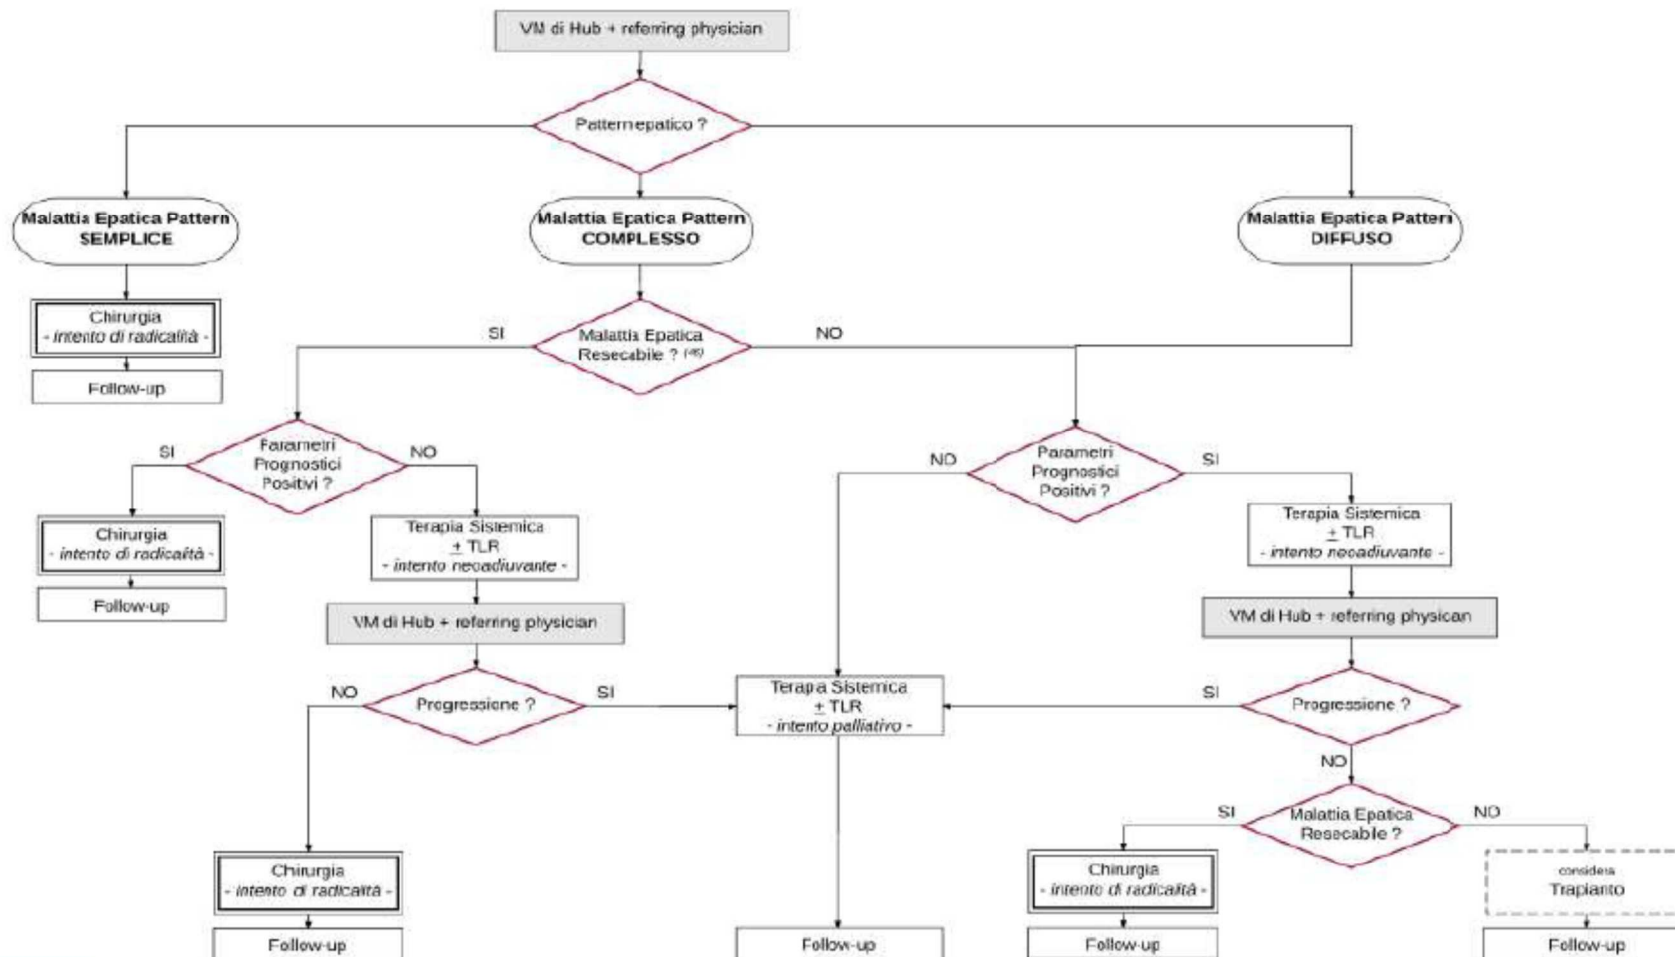 VM di Hub + referring physician
Pattern epatico ?
Malattia Epatica Pattern
SEMPLICE
Malattia Epatica Pattern
COMPLESSO
Malattia Epatica Pattern
DIFFUSO
Chirurgia
- intento di radicalità -
Follow-up
SI
Malattia Epatica
Resecabile ?
NO
SI
Parametri
Prognostici
Positivi ?
NO
NO
Parametri
Prognostici
Positivi ?
SI
Chirurgia
- intento di radicalità -
Follow-up
Terapia Sistemica
± TLR
- intento neoadiuvante -
Terapia Sistemica
± TLR
- intento neoadiuvante -
VM di Hub + referring physician
VM di Hub + referring physican
NO
Progressione ?
SI
Terapia Sistemica
± TLR
- intento palliativo -
SI
Progressione ?
NO
SI
Malattia Epatica
Resecabile ?
NO
Chirurgia
- intento di radicalità -
Chirurgia
- intento di radicalità -
considera
Trapianto
Follow-up
Follow-up
Follow-up
Follow-up